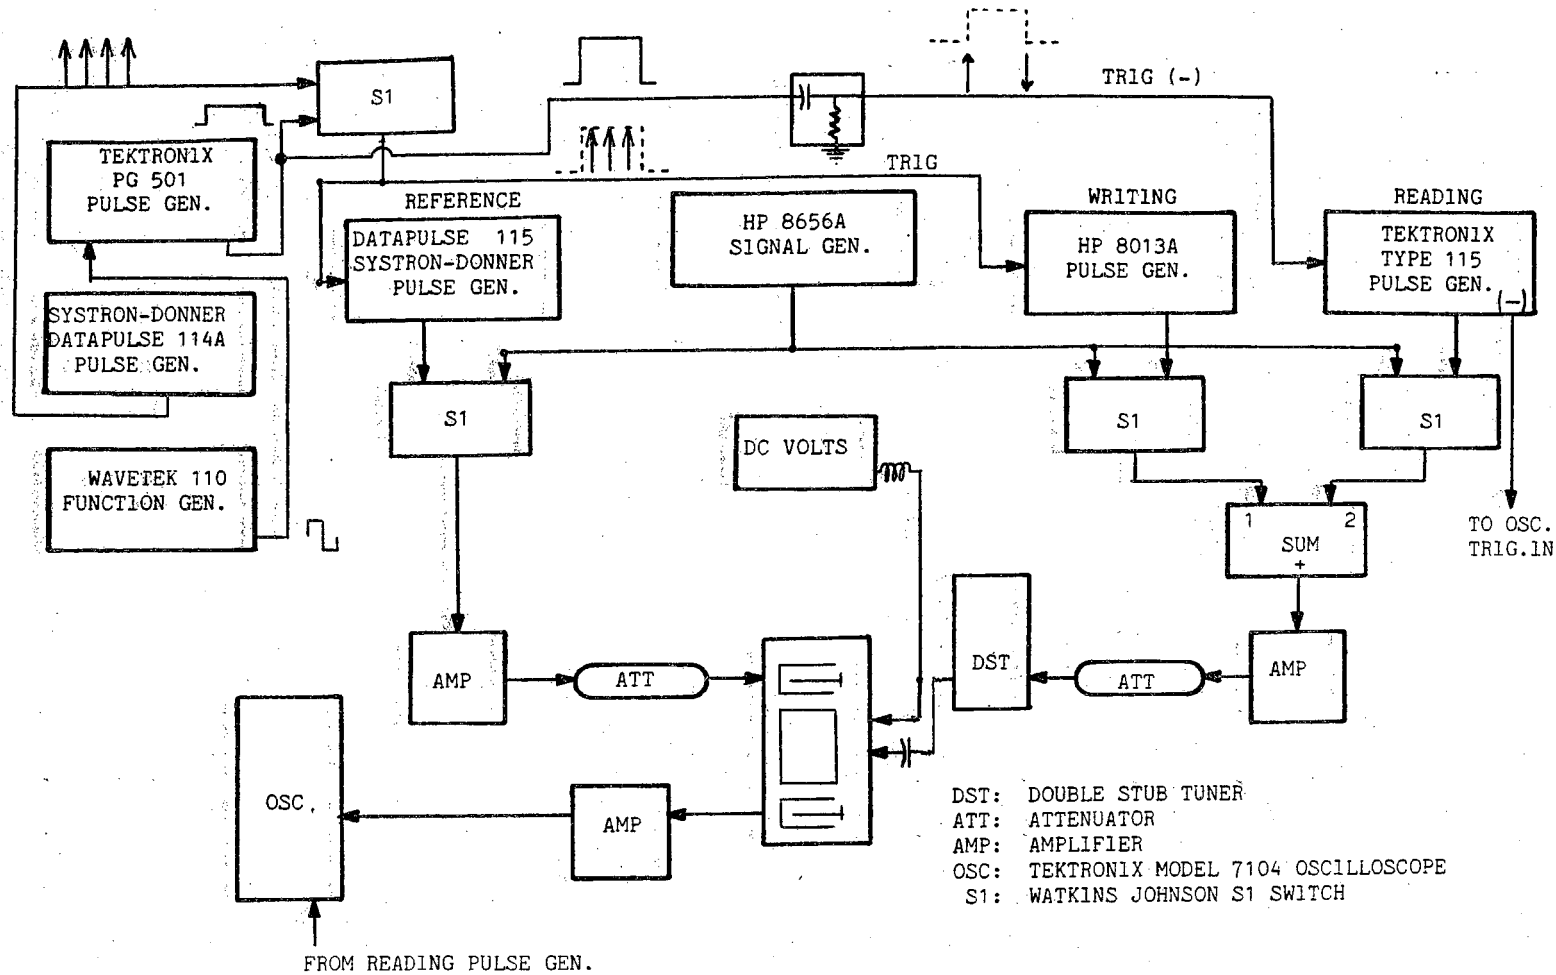 TRIG (-)
S1
TEKTRONIX
PG 501
PULSE GEN.
TRIG
REFERENCE
DATAPULSE 115
SYSTRON-DONNER
PULSE GEN.
HP 8656A
SIGNAL GEN.
WRITING
HP 8013A
PULSE GEN.
READING
TEKTRONIX
TYPE 115
PULSE GEN.
(-)
SYSTRON-DONNER
DATAPULSE 114A
PULSE GEN.
S1
DC VOLTS
S1
S1
WAVETEK 110
FUNCTION GEN.
1 2
SUM
+
TO OSC.
TRIG.IN
AMP
ATT
DST
ATT
AMP
OSC.
AMP
DST: DOUBLE STUB TUNER
ATT: ATTENUATOR
AMP: AMPLIFIER
OSC: TEKTRONIX MODEL 7104 OSCILLOSCOPE
S1: WATKINS JOHNSON S1 SWITCH
FROM READING PULSE GEN.